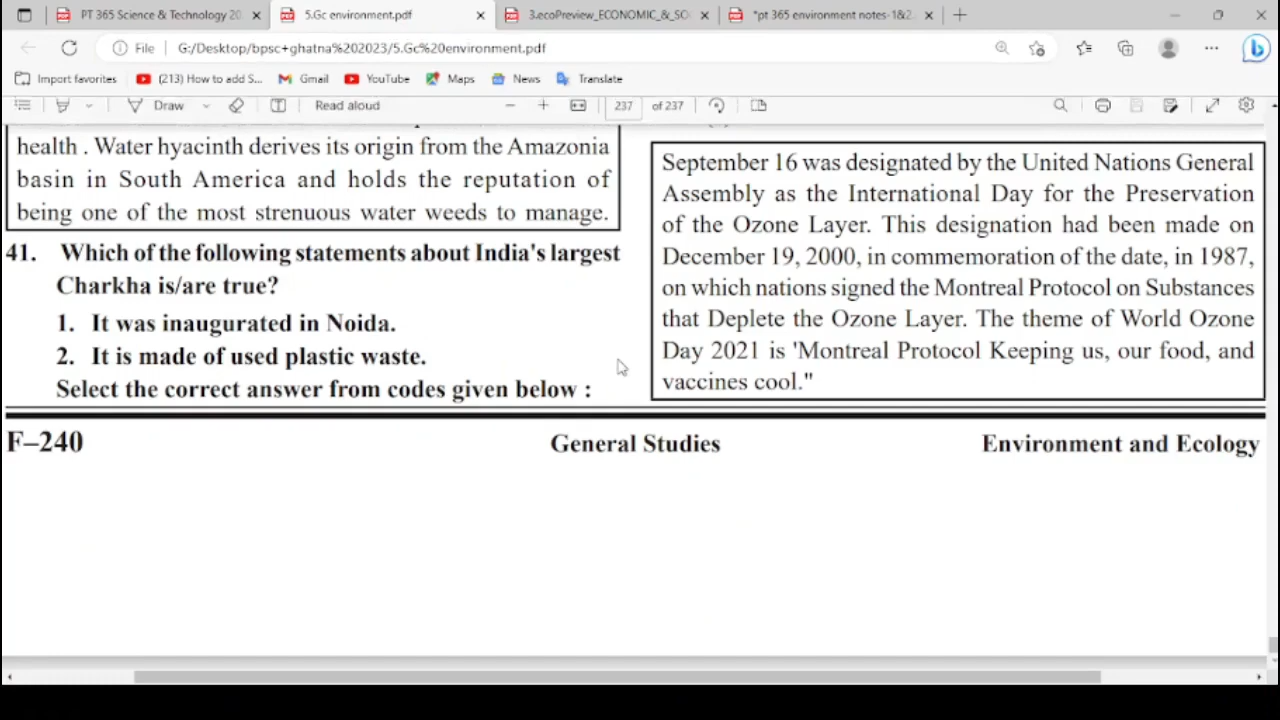 PT 365 Science & Technology 20
5.Gc environment.pdf
3.ecoPreview_ECONOMIC_&_SO
*pt 365 environment notes-1&2.
File
G:/Desktop/bpsc+ghatna%202023/5.Gc%20environment.pdf
Import favorites
(213) How to add S...
Gmail
YouTube
Maps
News
Translate
Draw
Read aloud
237 of 237
health . Water hyacinth derives its origin from the Amazonia
basin in South America and holds the reputation of
being one of the most strenuous water weeds to manage.
41. Which of the following statements about India's largest
Charkha is/are true?
1. It was inaugurated in Noida.
2. It is made of used plastic waste.
Select the correct answer from codes given below :
September 16 was designated by the United Nations General
Assembly as the International Day for the Preservation
of the Ozone Layer. This designation had been made on
December 19, 2000, in commemoration of the date, in 1987,
on which nations signed the Montreal Protocol on Substances
that Deplete the Ozone Layer. The theme of World Ozone
Day 2021 is 'Montreal Protocol Keeping us, our food, and
vaccines cool."
F–240
General Studies
Environment and Ecology